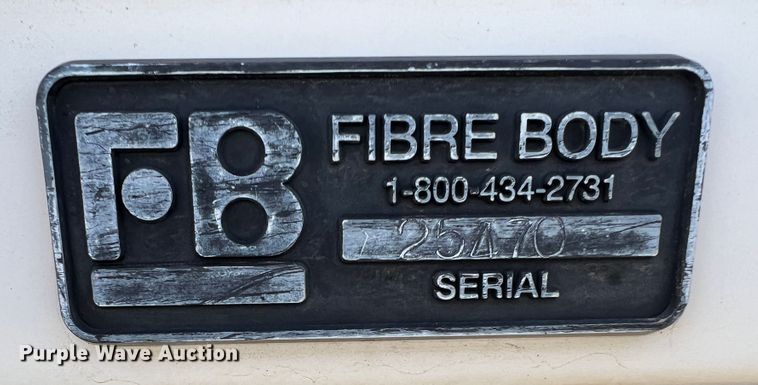 FB
FIBRE BODY
1-800-434-2731
25470
SERIAL
Purple Wave Auction